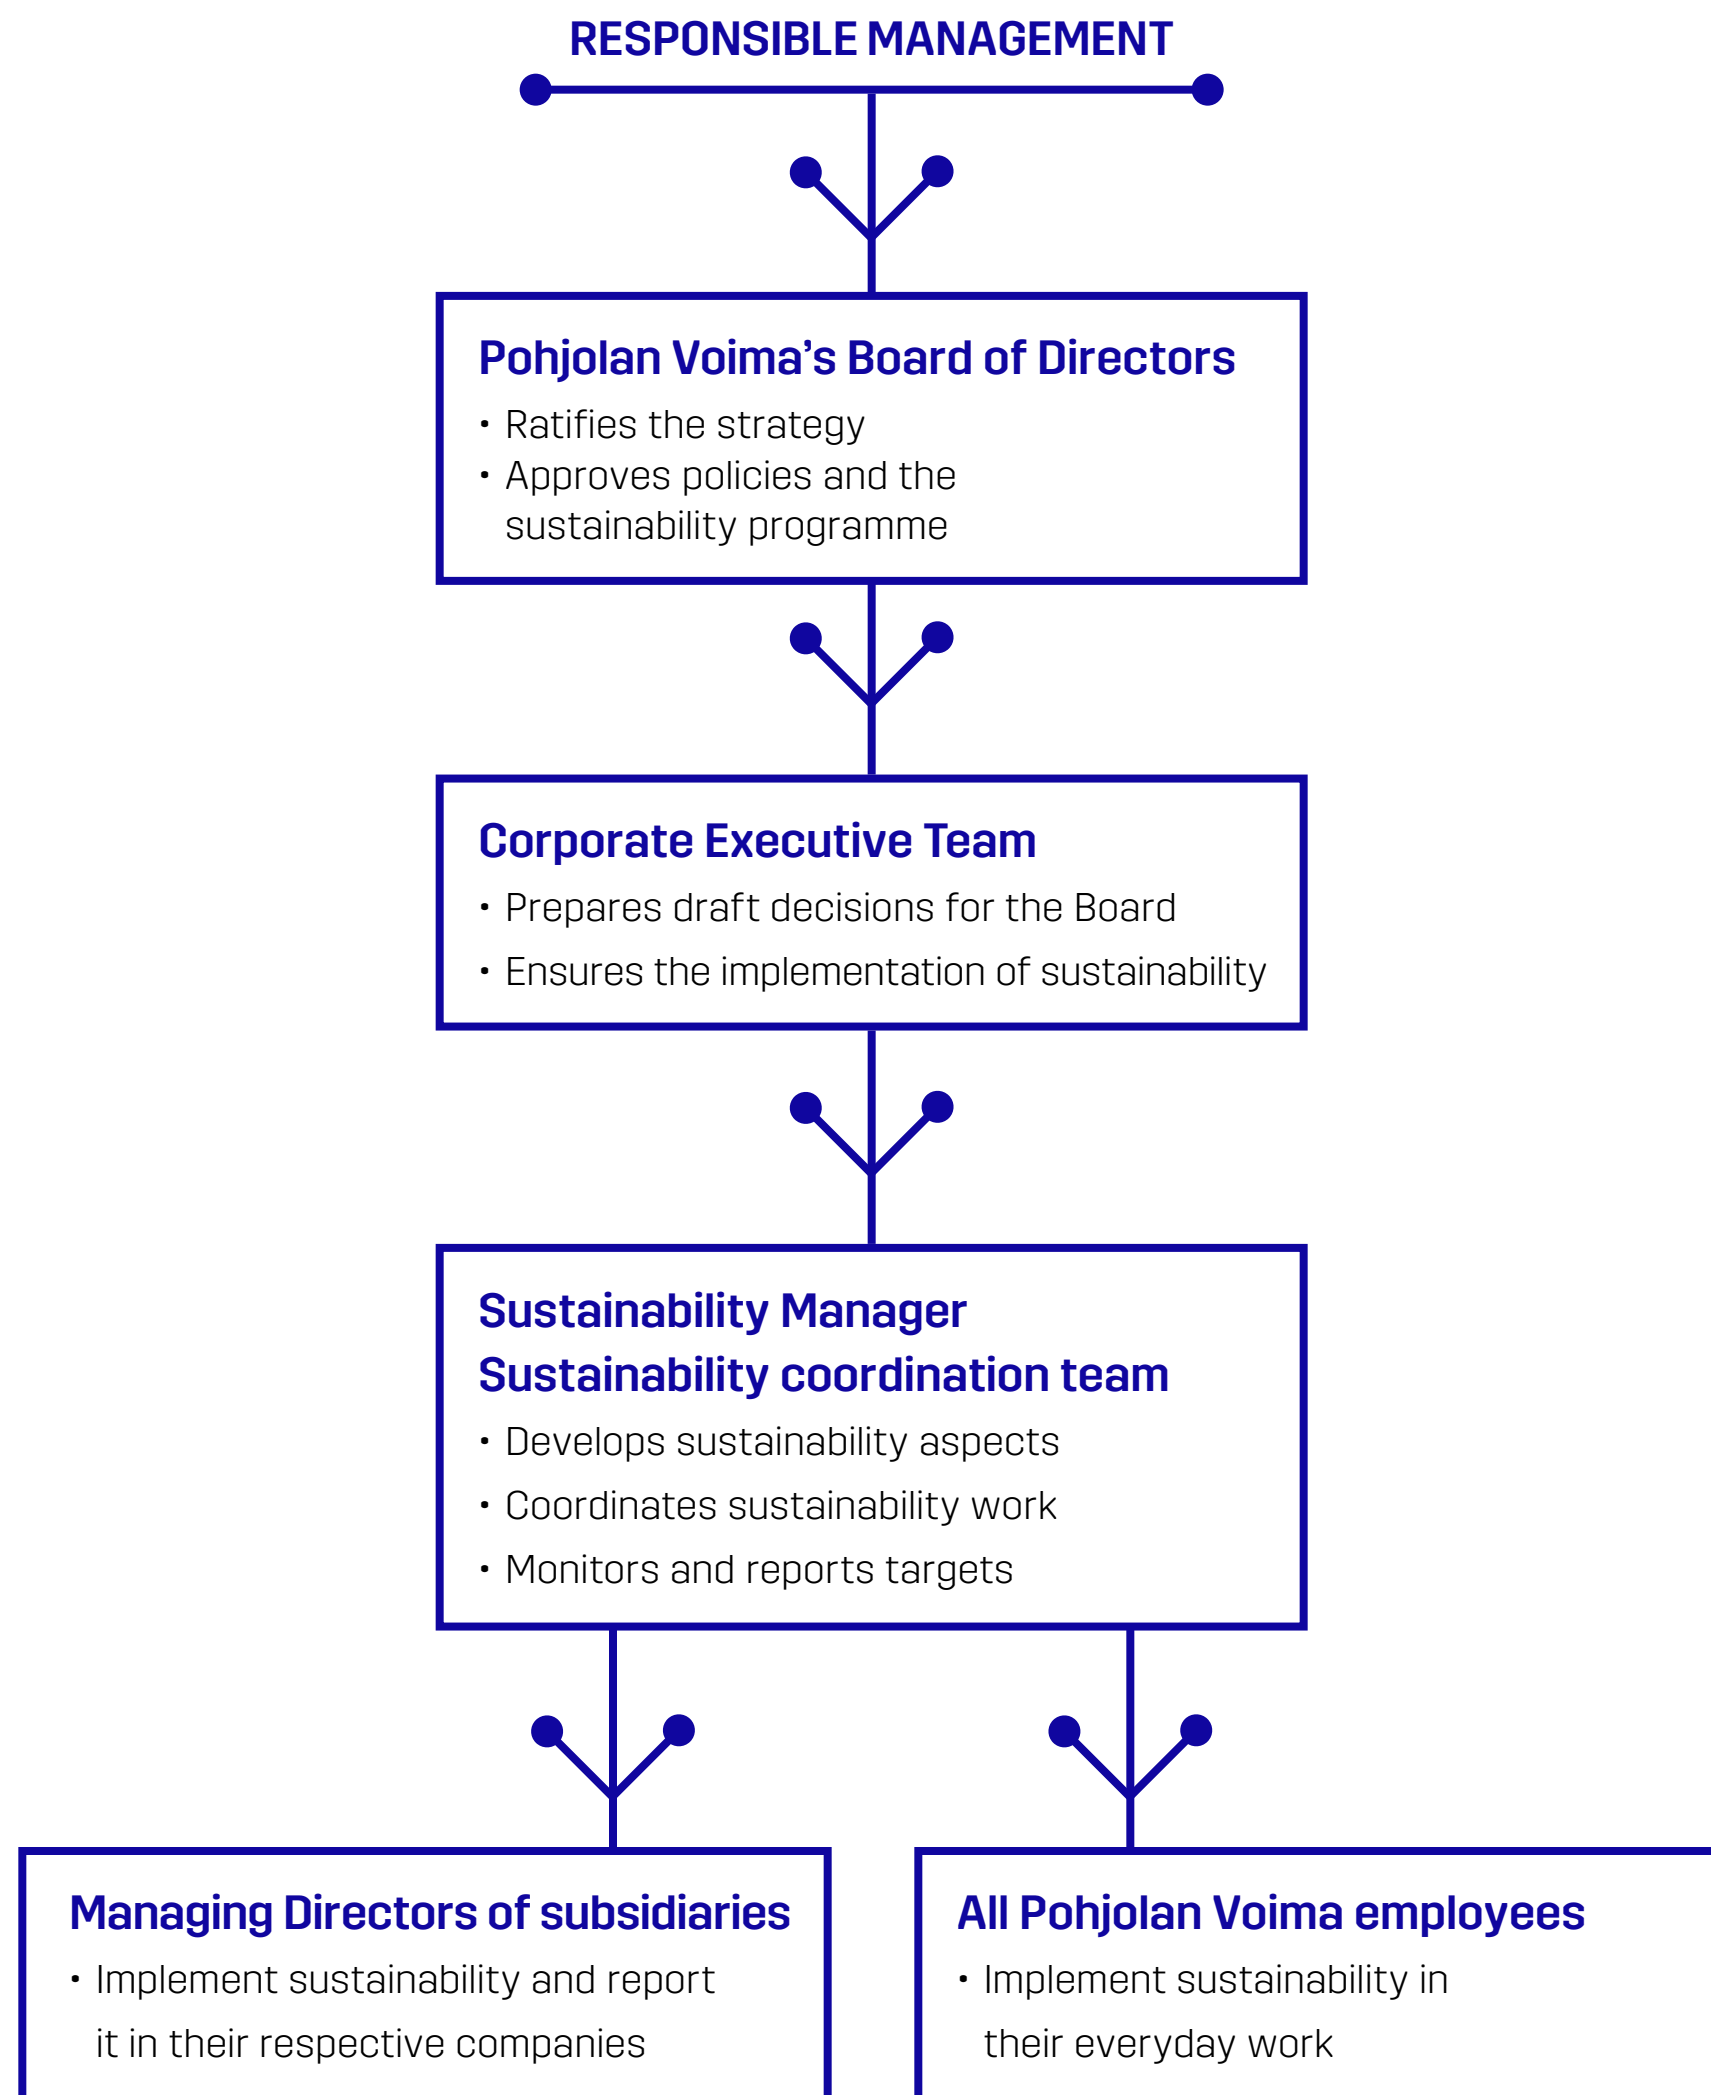 RESPONSIBLE MANAGEMENT
Pohjolan Voima’s Board of Directors
• Ratifies the strategy
• Approves policies and the
sustainability programme
Corporate Executive Team
• Prepares draft decisions for the Board
• Ensures the implementation of sustainability
Sustainability Manager
Sustainability coordination team
• Develops sustainability aspects
• Coordinates sustainability work
• Monitors and reports targets
Managing Directors of subsidiaries
• Implement sustainability and report
it in their respective companies
All Pohjolan Voima employees
• Implement sustainability in
their everyday work